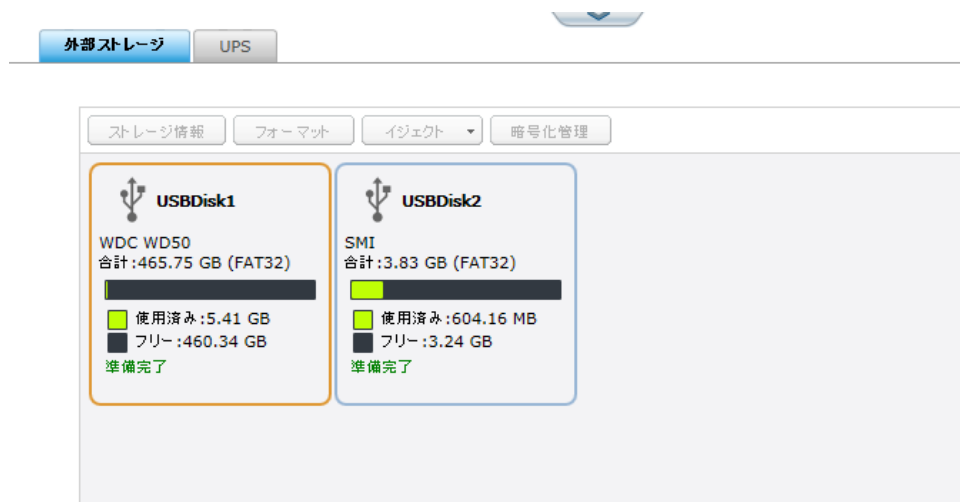 外部ストレージ UPS
ストレージ情報 フォーマット イジェクト 暗号化管理
USBDisk1
WDC WD50
合計:465.75 GB (FAT32)
使用済み:5.41 GB
フリー:460.34 GB
準備完了
USBDisk2
SMI
合計:3.83 GB (FAT32)
使用済み:604.16 MB
フリー:3.24 GB
準備完了